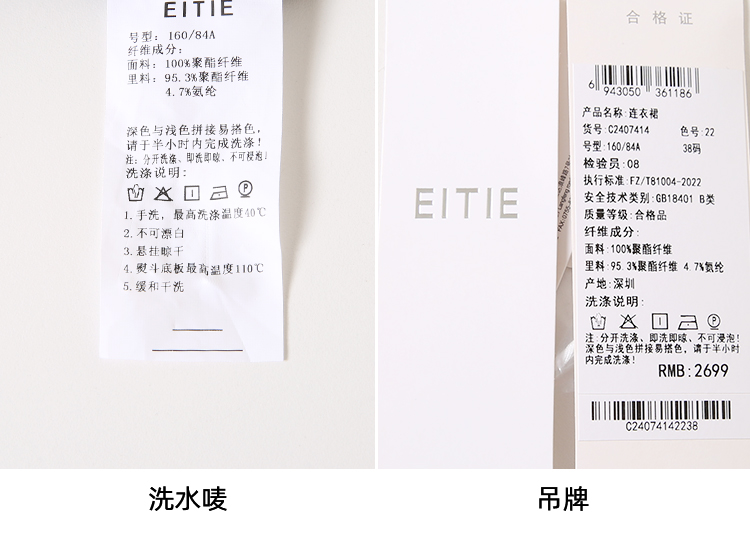 EITIE
号型: 160/84A
纤维成分:
面料: 100%聚酯纤维
里料: 95.3%聚酯纤维
4.7%氨纶
深色与浅色拼接易搭色,
请于半小时内完成洗涤!
注: 分开洗涤、即洗即晾、不可浸泡!
洗涤说明:
1.手洗, 最高洗涤温度40℃
2.不可漂白
3.悬挂晾干
4.熨斗底板最高温度110℃
5.缓和干洗
EITIE
合格证
6 943050 361186
产品名称:连衣裙
货号:C2407414 色号:22
号型:160/84A 38码
检验员:08
执行标准:FZ/T81004-2022
安全技术类别:GB18401 B类
质量等级:合格品
纤维成分:
面料:100%聚酯纤维
里料:95.3%聚酯纤维 4.7%氨纶
产地:深圳
洗涤说明:
注:分开洗涤、即洗即晾、不可浸泡!
深色与浅色拼接易搭色,请于半小时
内完成洗涤!
RMB:2699
C24074142238
洗水唛
吊牌